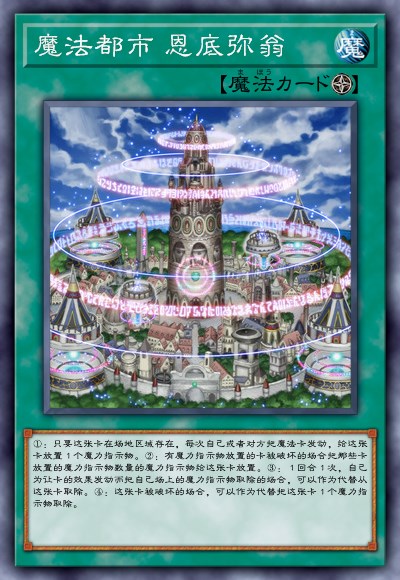 魔法都市 恩底弥翁
魔
【魔法カード】
まほう
①：只要这张卡在场地区域存在，每次自己或者对方把魔法卡发动，给这张
卡放置１个魔力指示物。②：有魔力指示物放置的卡被破坏的场合把那些卡
放置的魔力指示物数量的魔力指示物给这张卡放置。③：１回合１次，自己
为让卡的效果发动而把自己场上的魔力指示物取除的场合，可以作为代替从
这张卡取除。④：这张卡被破坏的场合，可以作为代替把这张卡１个魔力指
示物取除。